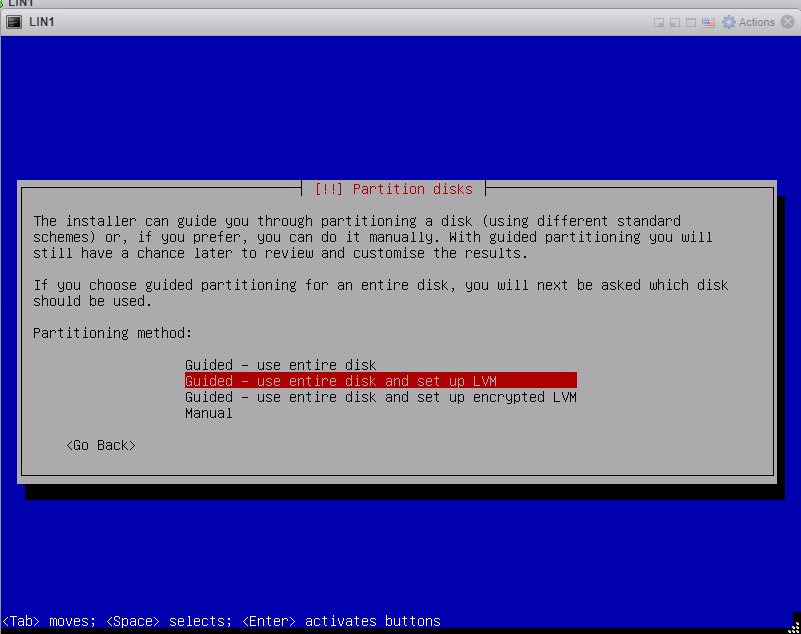 LIN1
LIN1
Actions
[!!] Partition disks
The installer can guide you through partitioning a disk (using different standard
schemes) or, if you prefer, you can do it manually. With guided partitioning you will
still have a chance later to review and customise the results.
If you choose guided partitioning for an entire disk, you will next be asked which disk
should be used.
Partitioning method:
Guided – use entire disk
Guided – use entire disk and set up LVM
Guided – use entire disk and set up encrypted LVM
Manual
<Go Back>
<Tab> moves; <Space> selects; <Enter> activates buttons